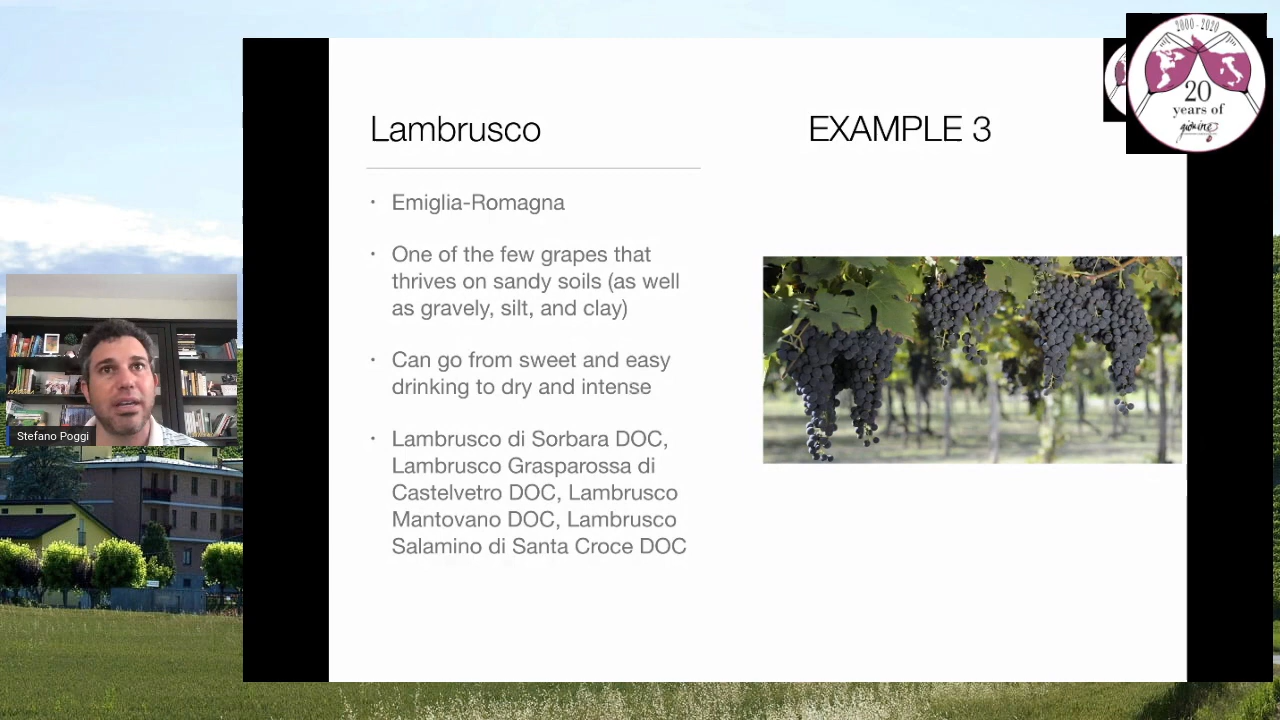 Lambrusco
EXAMPLE 3
• Emiglia-Romagna
• One of the few grapes that
thrives on sandy soils (as well
as gravely, silt, and clay)
• Can go from sweet and easy
drinking to dry and intense
• Lambrusco di Sorbara DOC,
Lambrusco Grasparossa di
Castelvetro DOC, Lambrusco
Mantovano DOC, Lambrusco
Salamino di Santa Croce DOC
Stefano Poggi
2000-2020
20
years of